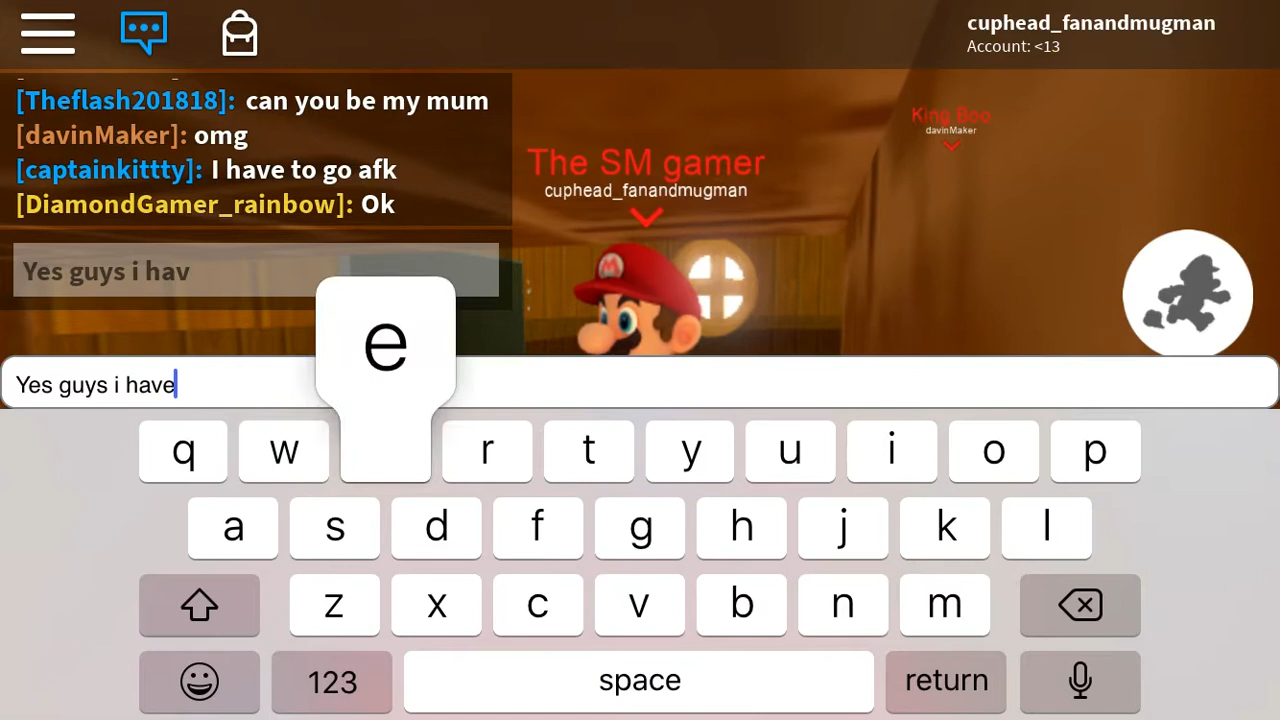 cuphead_fanandmugman
Account: <13
[Theflash201818]: can you be my mum
[davinMaker]: omg
[captainkittty]: I have to go afk
[DiamondGamer_rainbow]: Ok
King Boo
davinMaker
The SM gamer
cuphead_fanandmugman
M
Yes guys i hav
e
Yes guys i have
q w r t y u i o p
a s d f g h j k l
z x c v b n m
123 space return